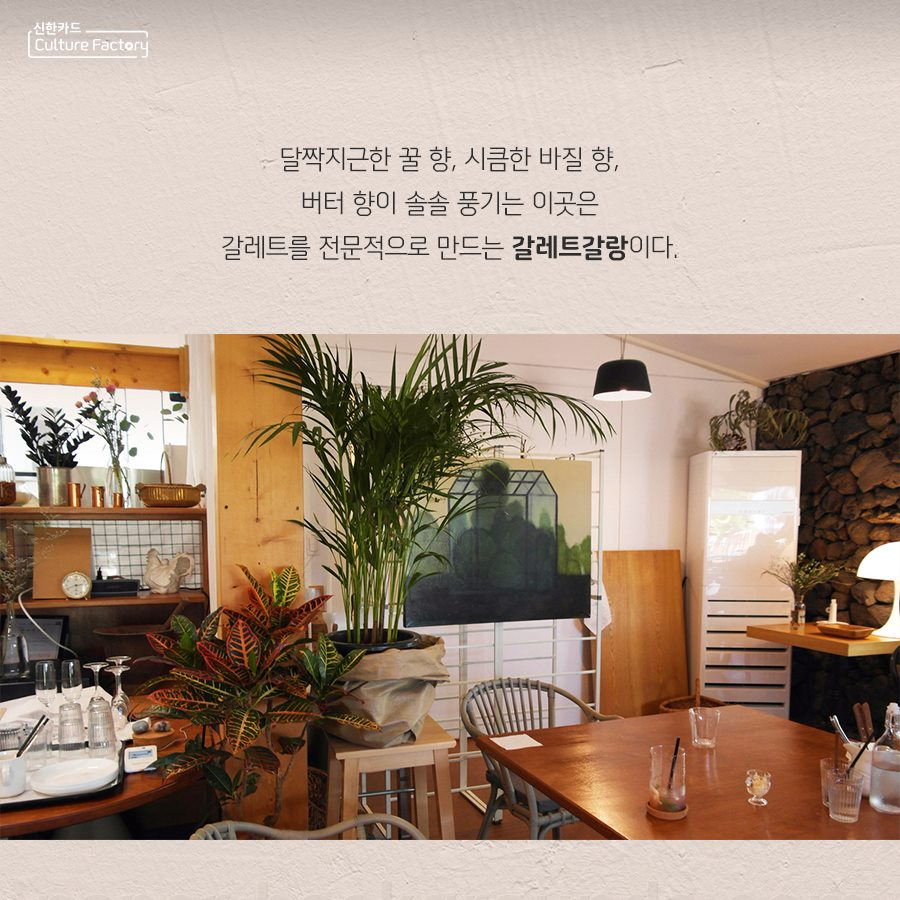 신한카드
Culture Factory
달짝지근한 꿀 향, 시큼한 바질 향,
버터 향이 솔솔 풍기는 이곳은
갈레트를 전문적으로 만드는 갈레트갈랑이다.